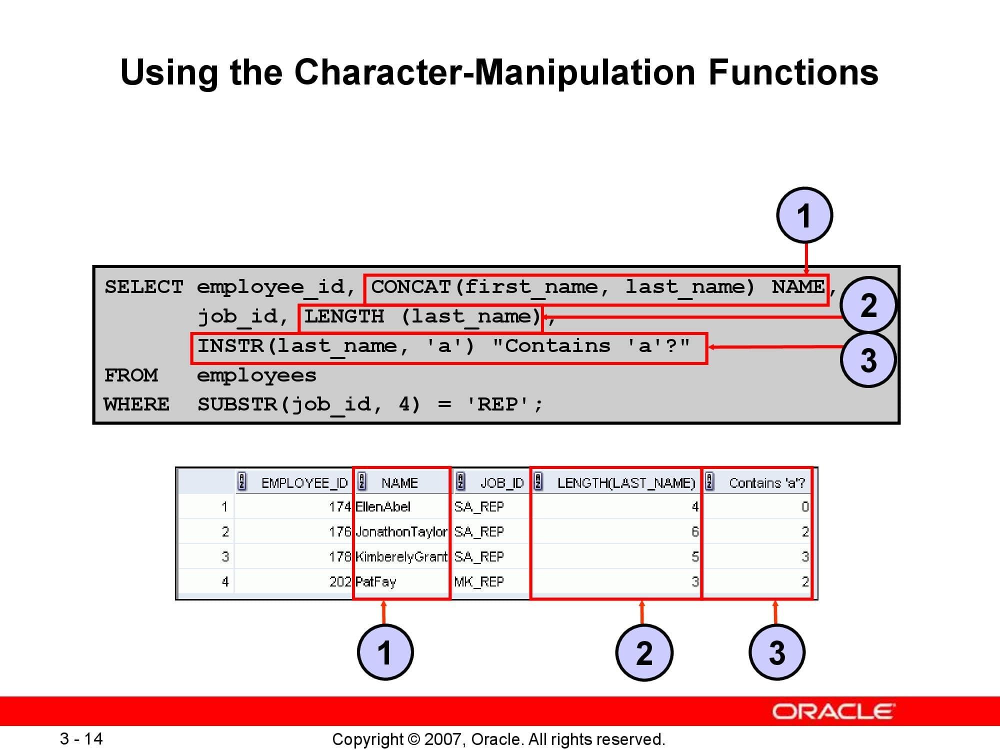 Using the Character-Manipulation Functions
1
SELECT employee_id, CONCAT(first_name, last_name) NAME,
2
job_id, LENGTH (last_name),
INSTR(last_name, 'a') "Contains 'a'?"
3
FROM employees
WHERE SUBSTR(job_id, 4) = 'REP';
EMPLOYEE_ID NAME JOB_ID LENGTH(LAST_NAME) Contains 'a'?
1 174 EllenAbel SA_REP 4 0
2 176 JonathonTaylor SA_REP 6 2
3 178 KimberelyGrant SA_REP 5 3
4 202 PatFay MK_REP 3 2
1 2 3
ORACLE
3 - 14 Copyright © 2007, Oracle. All rights reserved.